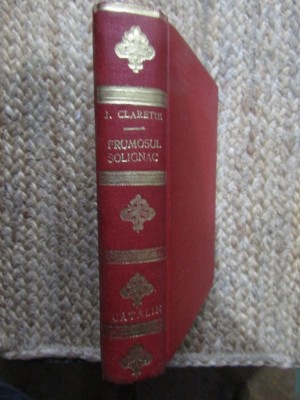 J. CLARETIE
FRUMOSUL
SOLIGNAC
CATALIN